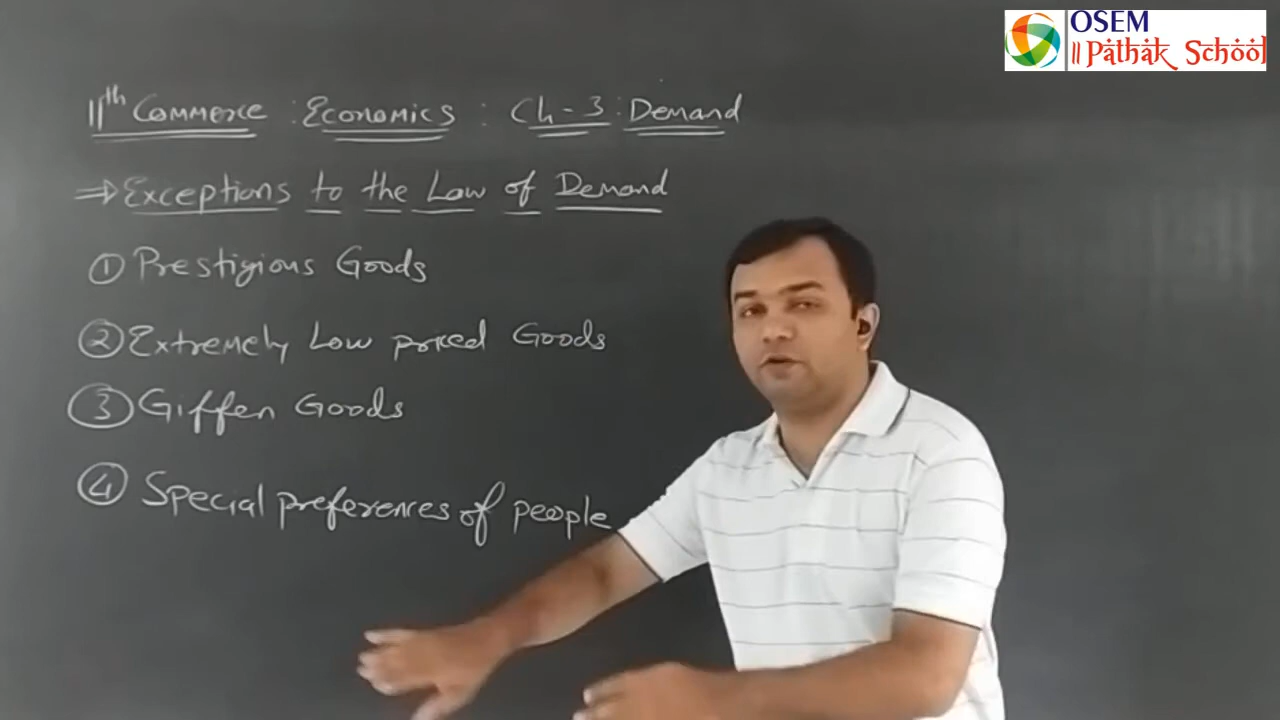 OSEM
॥ Pathak School
11th Commerce : Economics : Ch-3 : Demand
⇒ Exceptions to the Law of Demand
① Prestigious Goods
② Extremely Low priced Goods
③ Giffen Goods
④ Special preferences of people